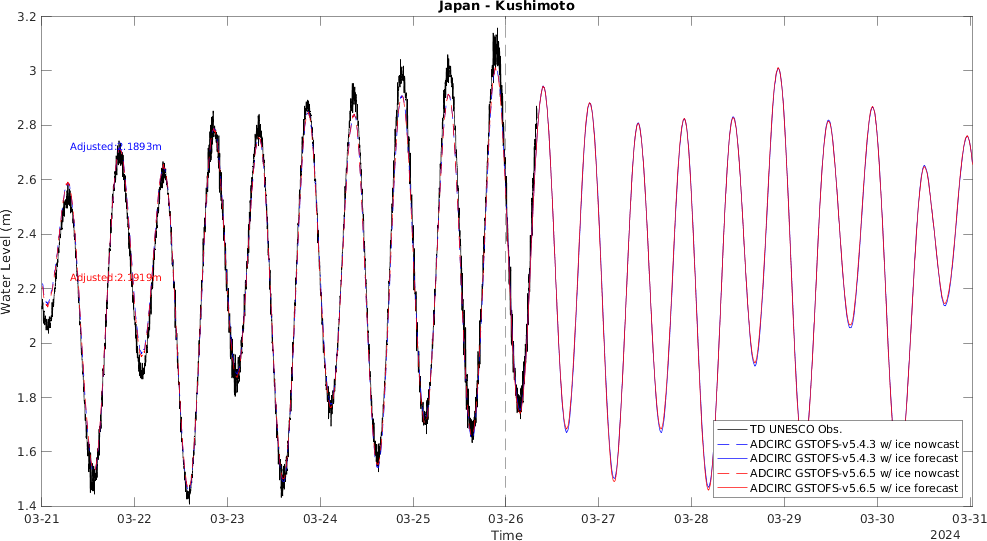 Japan - Kushimoto
Water Level (m)
3.2
3
2.8
2.6
2.4
2.2
2
1.8
1.6
1.4
Adjusted:2.1893m
Adjusted:2.1919m
TD UNESCO Obs.
ADCIRC GSTOFS-v5.4.3 w/ ice nowcast
ADCIRC GSTOFS-v5.4.3 w/ ice forecast
ADCIRC GSTOFS-v5.6.5 w/ ice nowcast
ADCIRC GSTOFS-v5.6.5 w/ ice forecast
03-21 03-22 03-23 03-24 03-25 03-26 03-27 03-28 03-29 03-30 03-31
Time
2024